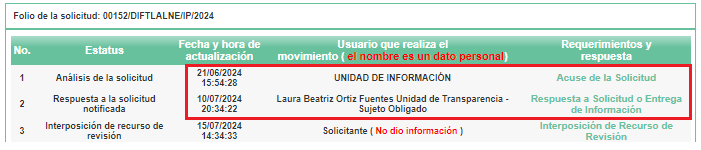 Folio de la solicitud: 00152/DIFTLALNE/IP/2024
No. Estatus Fecha y hora de actualización Usuario que realiza el movimiento ( el nombre es un dato personal) Requerimientos y respuesta
1 Análisis de la solicitud 21/06/2024 15:54:28 UNIDAD DE INFORMACIÓN Acuse de la Solicitud
2 Respuesta a la solicitud notificada 10/07/2024 20:34:22 Laura Beatriz Ortiz Fuentes Unidad de Transparencia - Sujeto Obligado Respuesta a Solicitud o Entrega de Información
3 Interposición de recurso de revisión 15/07/2024 14:34:33 Solicitante ( No dio información ) Interposición de Recurso de Revisión